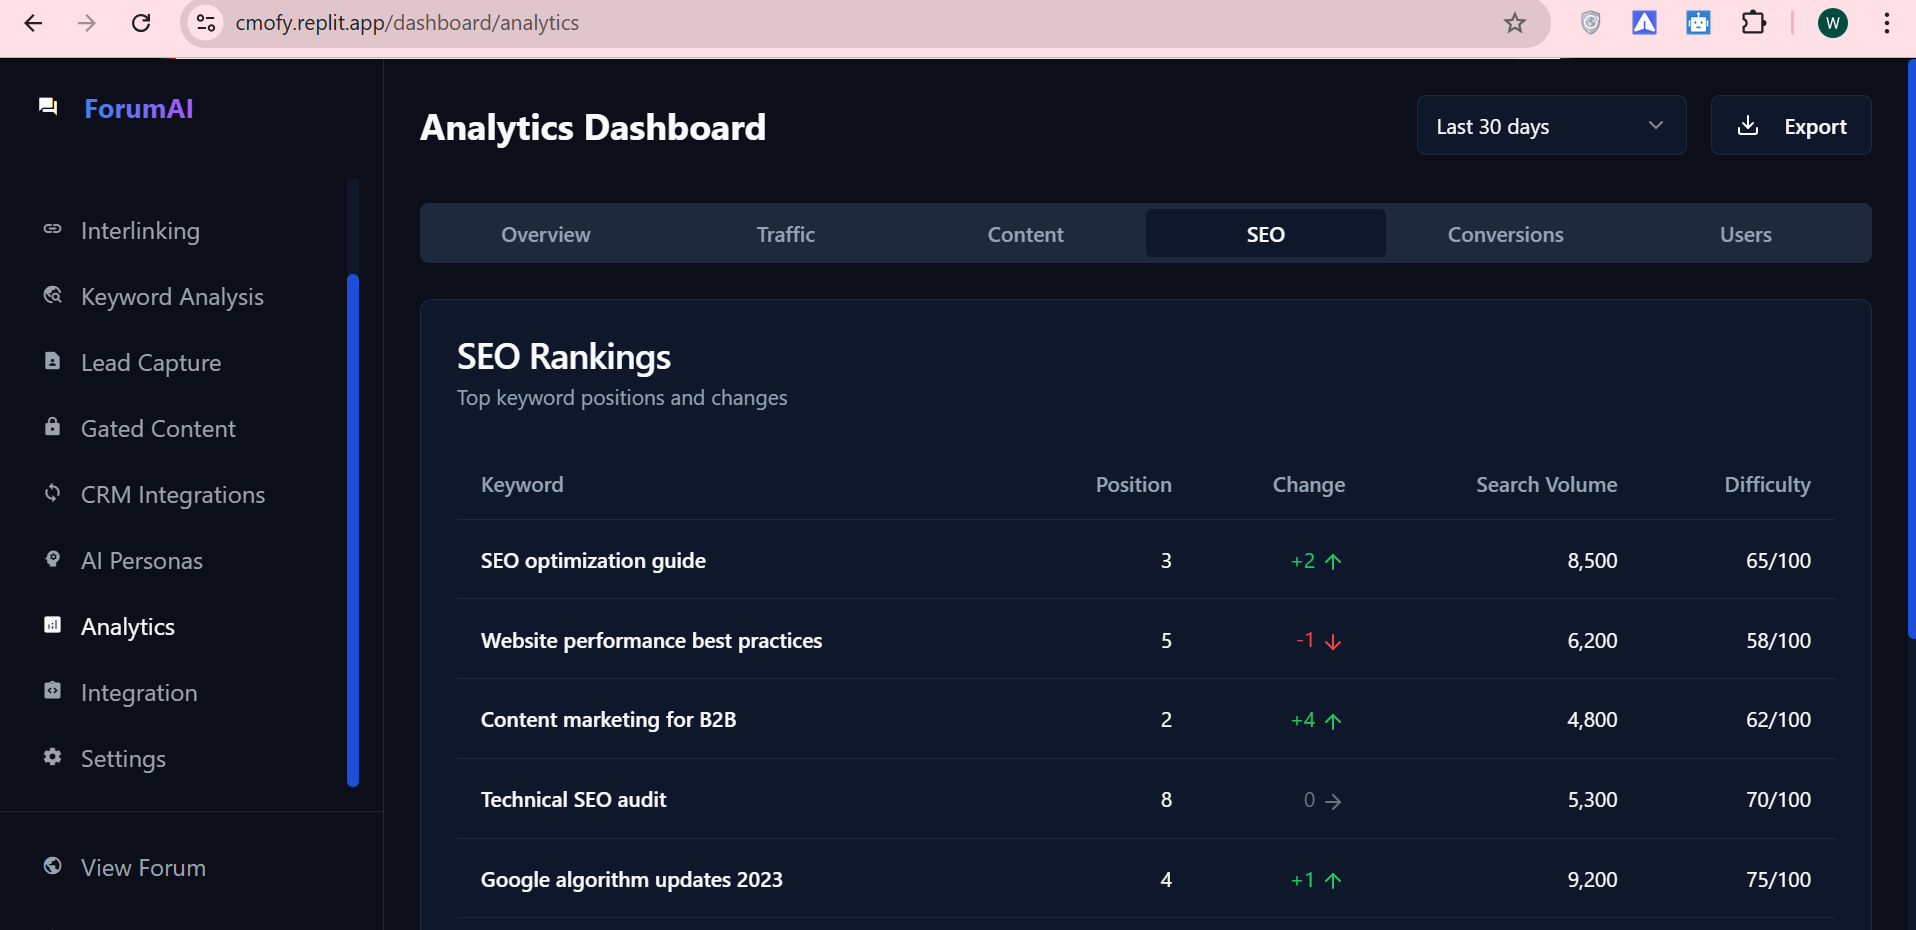 cmofy.replit.app/dashboard/analytics
W
ForumAI
Interlinking
Keyword Analysis
Lead Capture
Gated Content
CRM Integrations
AI Personas
Analytics
Integration
Settings
View Forum
Analytics Dashboard
Last 30 days
Export
Overview Traffic Content SEO Conversions Users
SEO Rankings
Top keyword positions and changes
Keyword Position Change Search Volume Difficulty
SEO optimization guide 3 +2 ↑ 8,500 65/100
Website performance best practices 5 -1 ↓ 6,200 58/100
Content marketing for B2B 2 +4 ↑ 4,800 62/100
Technical SEO audit 8 0 → 5,300 70/100
Google algorithm updates 2023 4 +1 ↑ 9,200 75/100